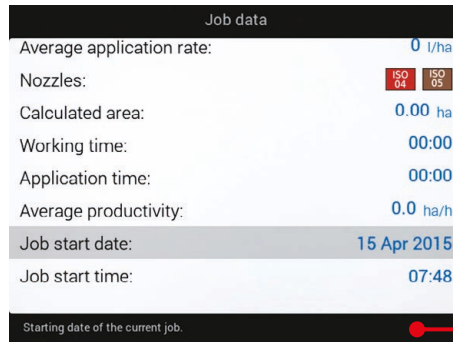 Job data
Average application rate: 0 l/ha
Nozzles: ISO 04 ISO 05
Calculated area: 0.00 ha
Working time: 00:00
Application time: 00:00
Average productivity: 0.0 ha/h
Job start date: 15 Apr 2015
Job start time: 07:48
Starting date of the current job.